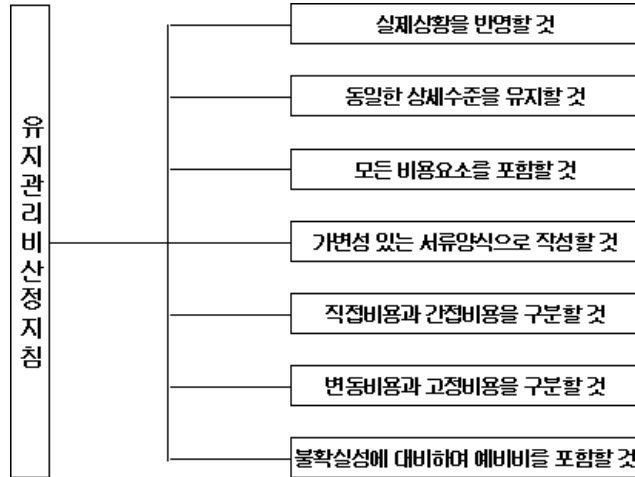 유지관리비산정지침
실제상황을 반영할 것
동일한 상세수준을 유지할 것
모든 비용요소를 포함할 것
가변성 있는 서류양식으로 작성할 것
직접비용과 간접비용을 구분할 것
변동비용과 고정비용을 구분할 것
불확실성에 대비하며 예비비를 포함할 것